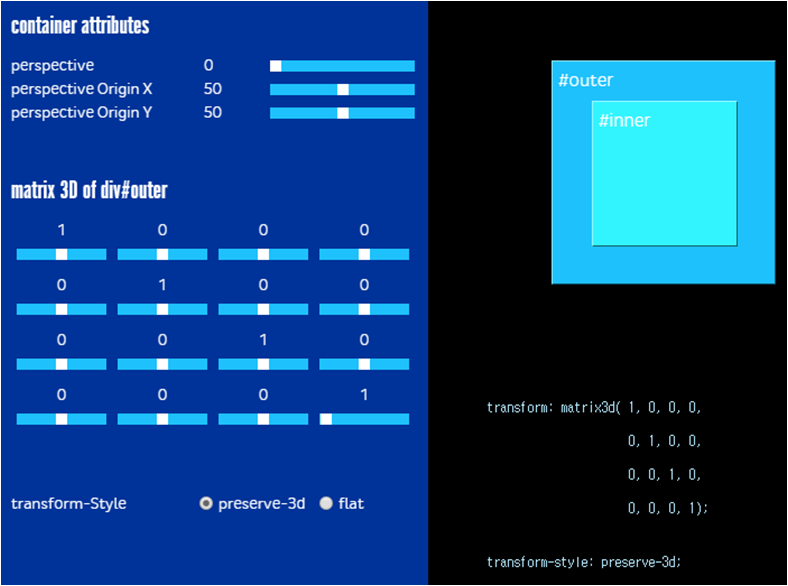 container attributes
perspective 0
perspective Origin X 50
perspective Origin Y 50
matrix 3D of div#outer
1 0 0 0
0 1 0 0
0 0 1 0
0 0 0 1
transform-Style preserve-3d flat
#outer
#inner
transform: matrix3d( 1, 0, 0, 0,
0, 1, 0, 0,
0, 0, 1, 0,
0, 0, 0, 1);
transform-style: preserve-3d;